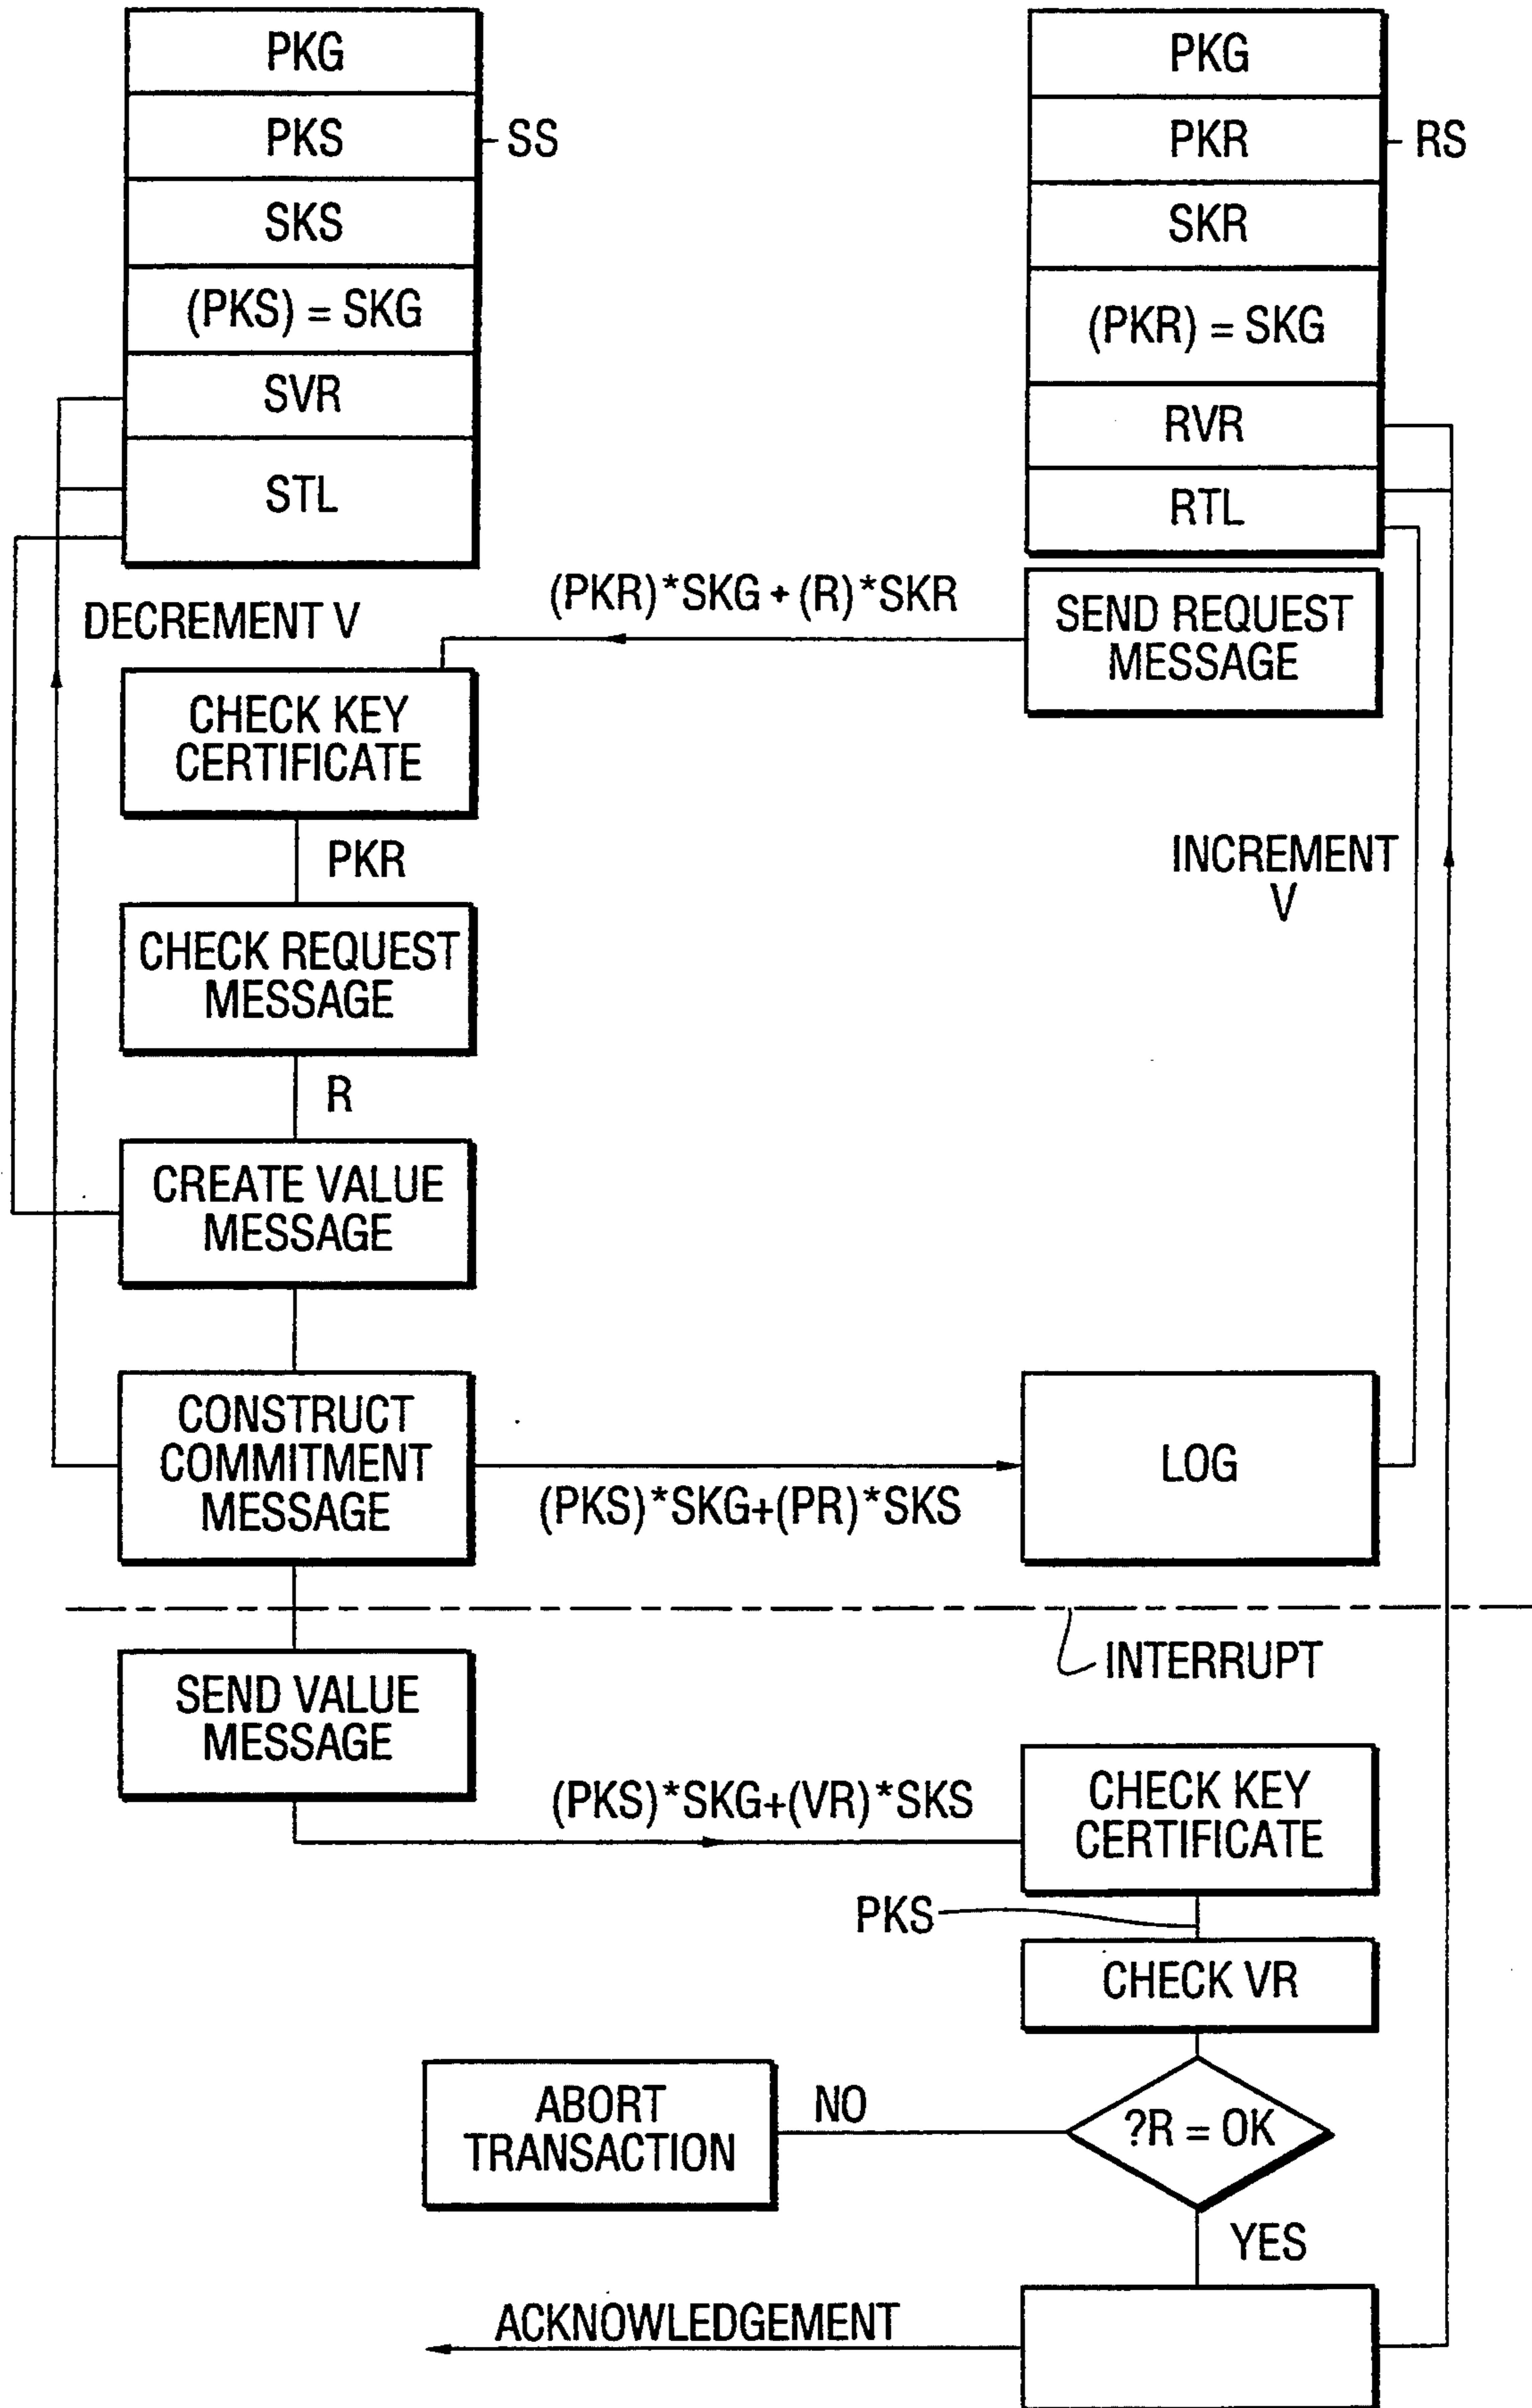 PKG
PKS
SS
SKS
(PKS) = SKG
SVR
STL
PKG
PKR
RS
SKR
(PKR) = SKG
RVR
RTL
DECREMENT V
(PKR)*SKG + (R)*SKR
SEND REQUEST
MESSAGE
CHECK KEY
CERTIFICATE
PKR
INCREMENT
V
CHECK REQUEST
MESSAGE
R
CREATE VALUE
MESSAGE
CONSTRUCT
COMMITMENT
MESSAGE
(PKS)*SKG+(PR)*SKS
LOG
INTERRUPT
SEND VALUE
MESSAGE
(PKS)*SKG+(VR)*SKS
CHECK KEY
CERTIFICATE
PKS
CHECK VR
?R = OK
NO
ABORT
TRANSACTION
YES
ACKNOWLEDGEMENT